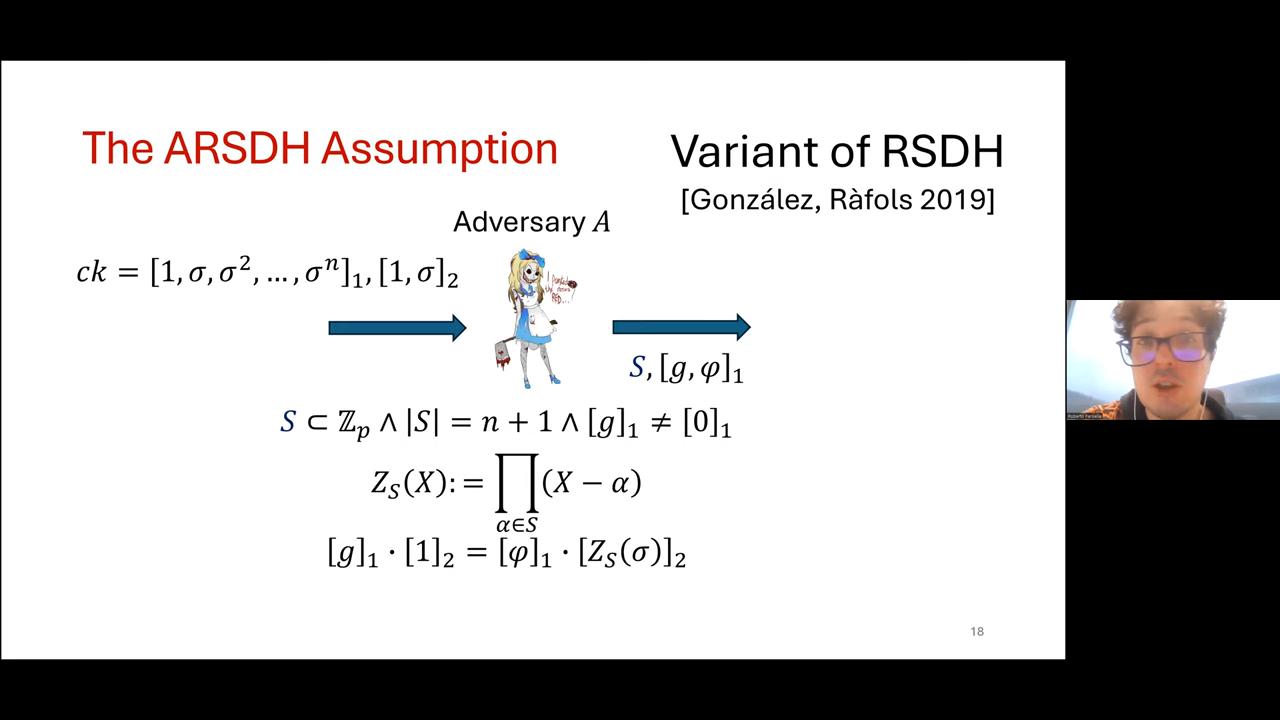 The ARSDH Assumption
Variant of RSDH
[González, Ràfols 2019]
Adversary A
ck = [1, σ, σ², … , σⁿ]₁, [1, σ]₂
S, [g, φ]₁
S ⊂ ℤₚ ∧ |S| = n + 1 ∧ [g]₁ ≠ [0]₁
Z_S(X): = ∏_{α∈S} (X − α)
[g]₁ · [1]₂ = [φ]₁ · [Z_S(σ)]₂
18